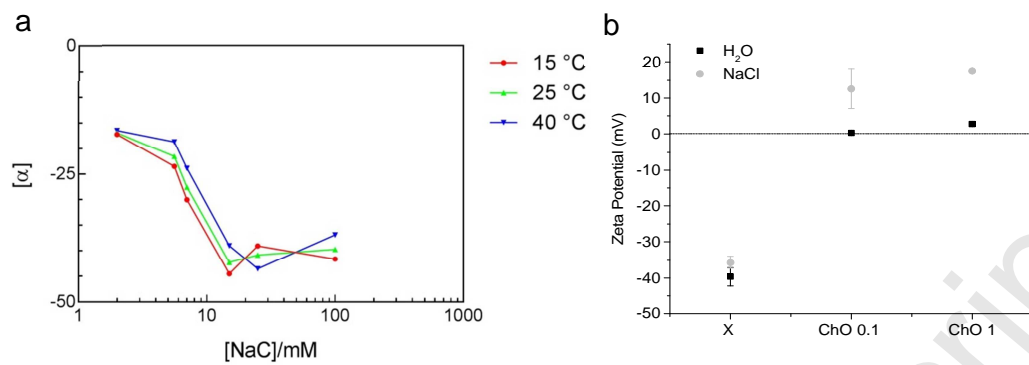 a
0
-25
-50
[α]
1
10
100
1000
[NaC]/mM
15 °C
25 °C
40 °C
b
H₂O
NaCl
20
10
0
-10
-20
-30
-40
-50
Zeta Potential (mV)
X
ChO 0.1
ChO 1